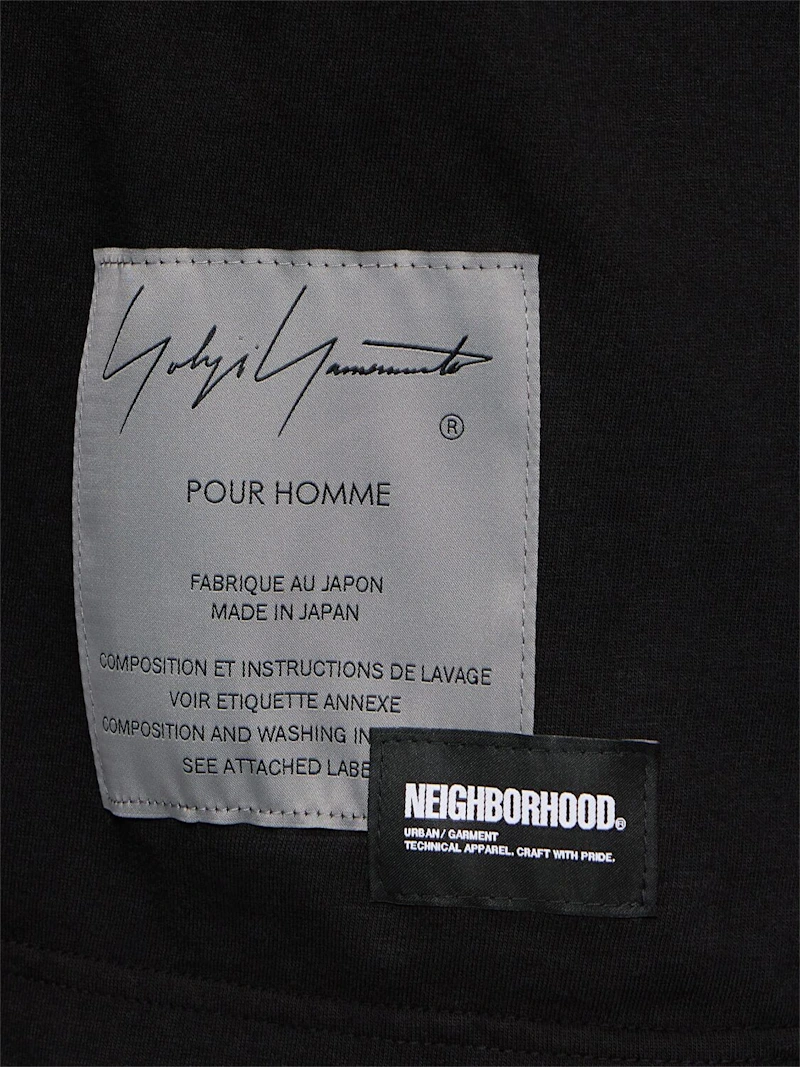 Yohji Yamamoto
®
POUR HOMME
FABRIQUE AU JAPON
MADE IN JAPAN
COMPOSITION ET INSTRUCTIONS DE LAVAGE
VOIR ETIQUETTE ANNEXE
COMPOSITION AND WASHING
SEE ATTACHED
NEIGHBORHOOD®
URBAN/GARMENT
TECHNICAL APPAREL. CRAFT WITH PRIDE.